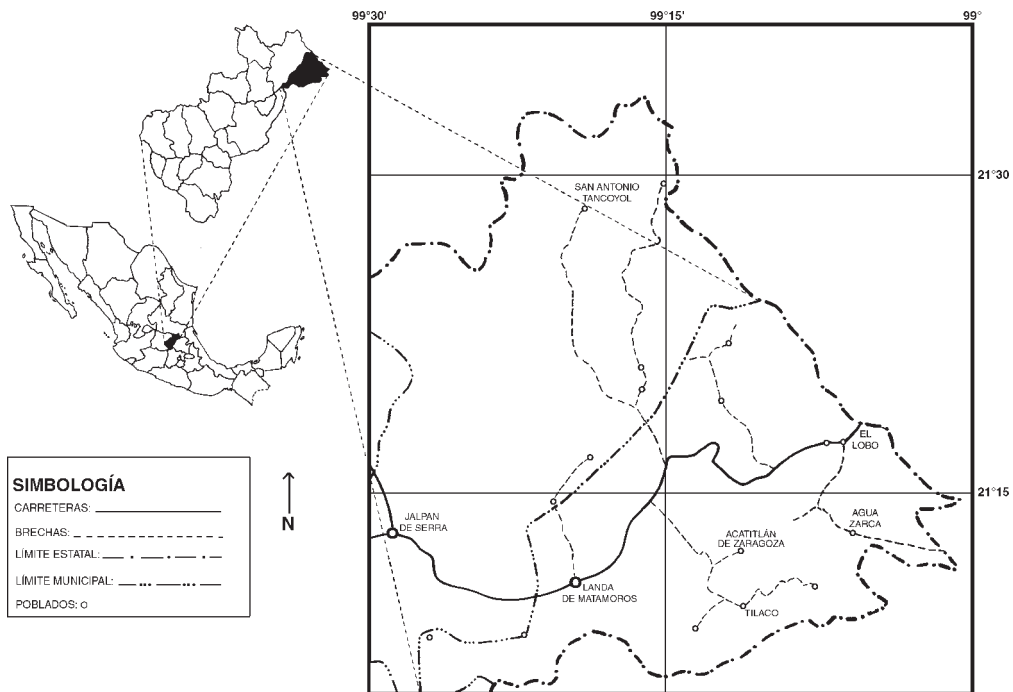 99°30'
99°15'
99°
21°30
SAN ANTONIO
TANCOYOL
EL
LOBO
21°15
JALPAN
DE SERRA
AGUA
ZARCA
ACATITLÁN
DE ZARAGOZA
LANDA
DE MATAMOROS
TILACO
N
SIMBOLOGÍA
CARRETERAS:
BRECHAS:
LÍMITE ESTATAL:
LÍMITE MUNICIPAL:
POBLADOS: